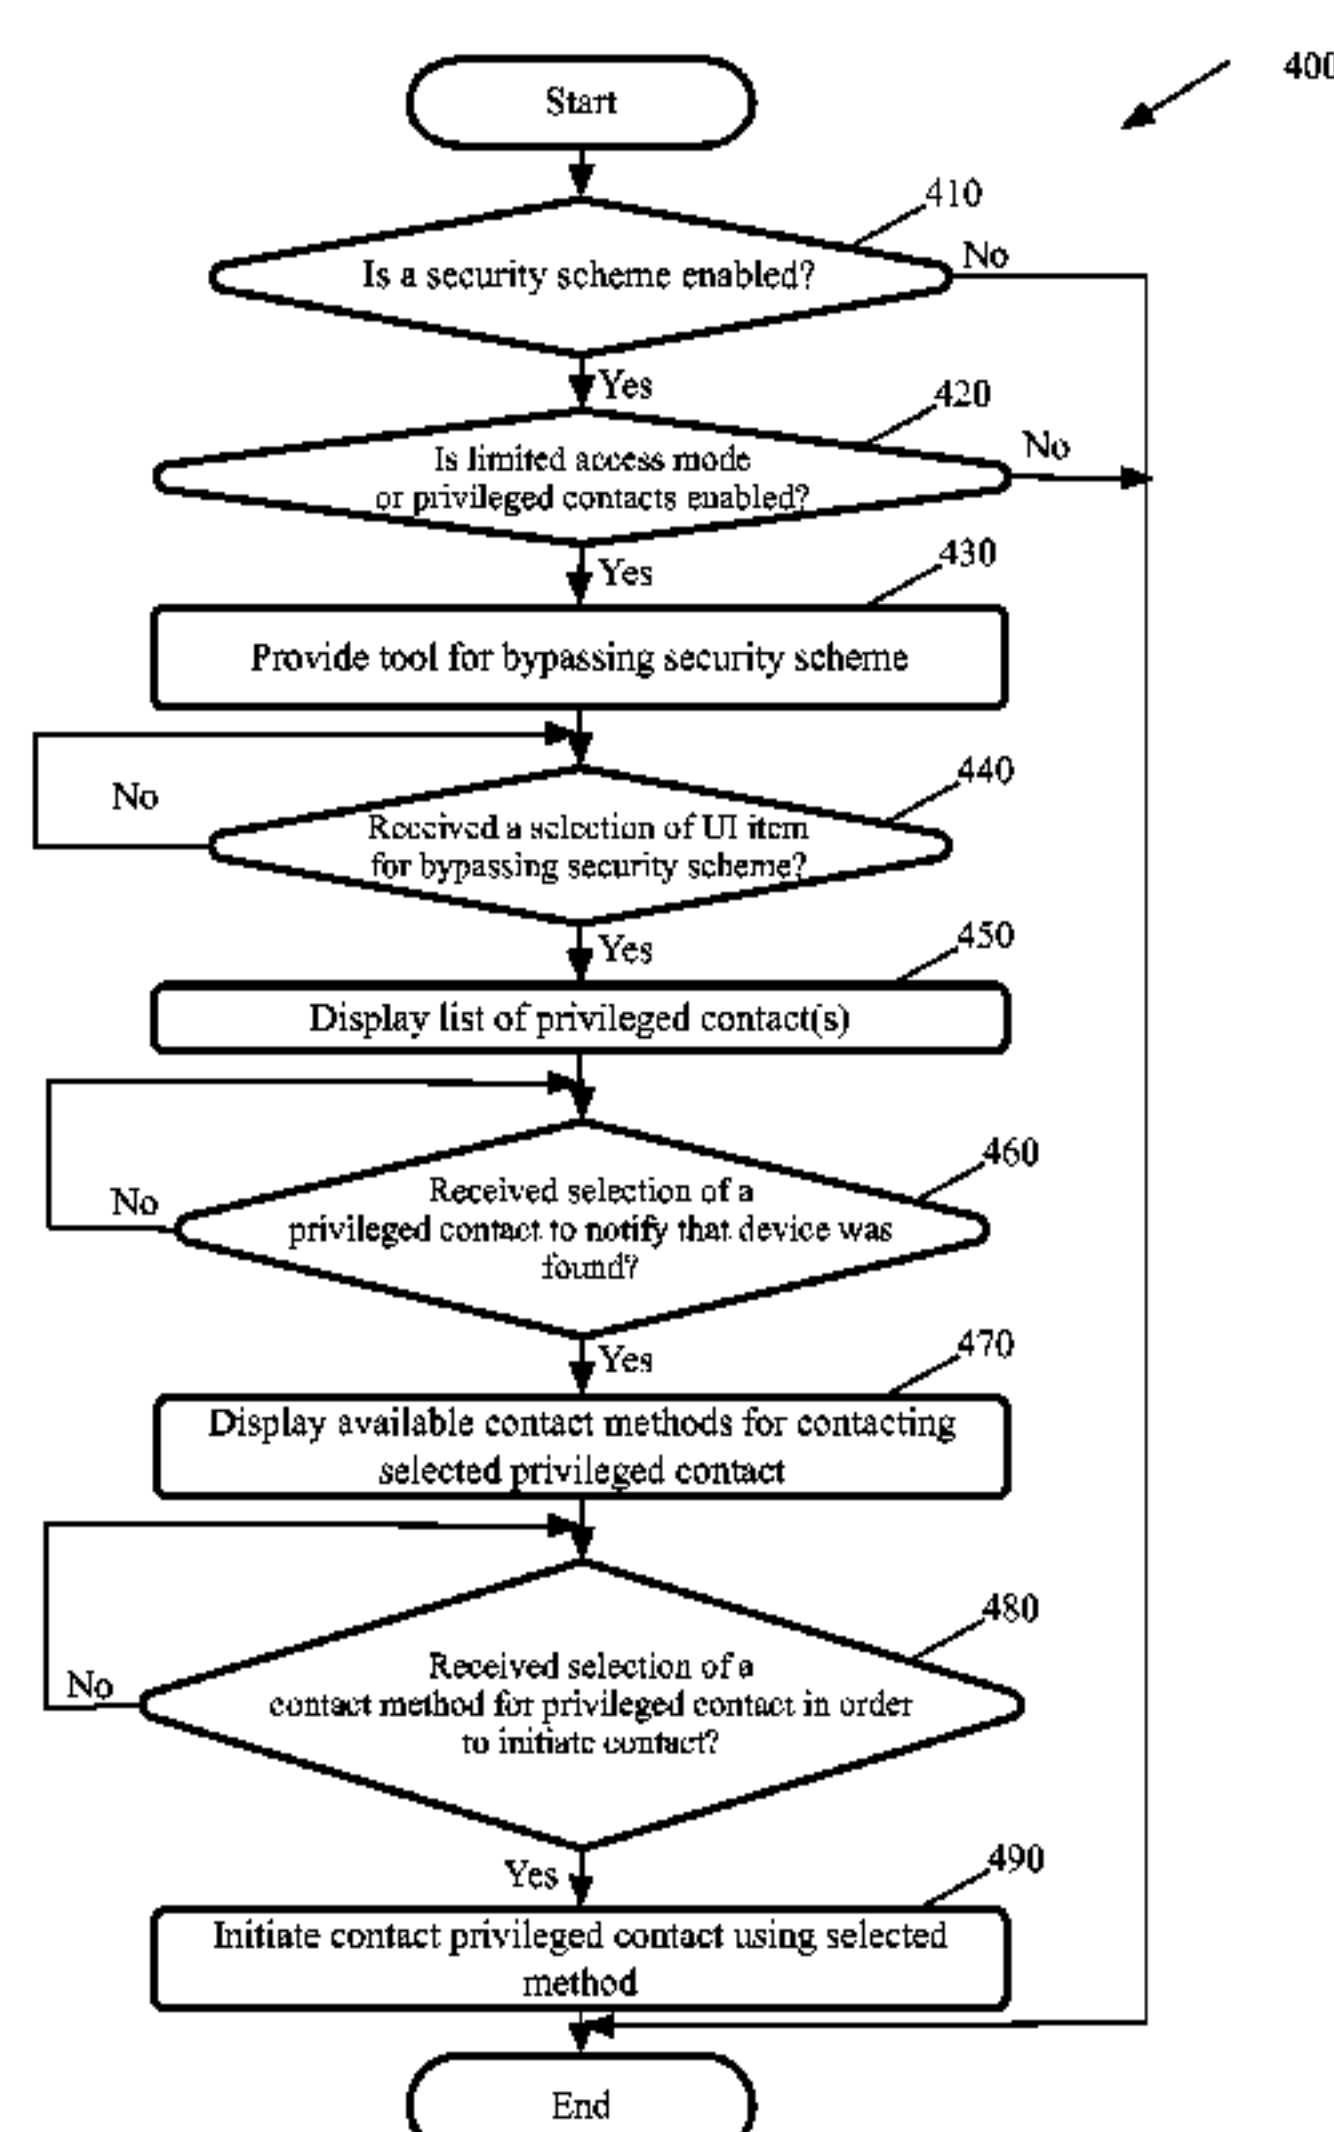 400
Start
410
Is a security scheme enabled?
No
Yes
420
Is limited access mode
or privileged contacts enabled?
No
Yes
430
Provide tool for bypassing security scheme
440
No
Received a selection of UI item
for bypassing security scheme?
Yes
450
Display list of privileged contact(s)
460
No
Received selection of a
privileged contact to notify that device was
found?
Yes
470
Display available contact methods for contacting
selected privileged contact
480
No
Received selection of a
contact method for privileged contact in order
to initiate contact?
Yes
490
Initiate contact privileged contact using selected
method
End